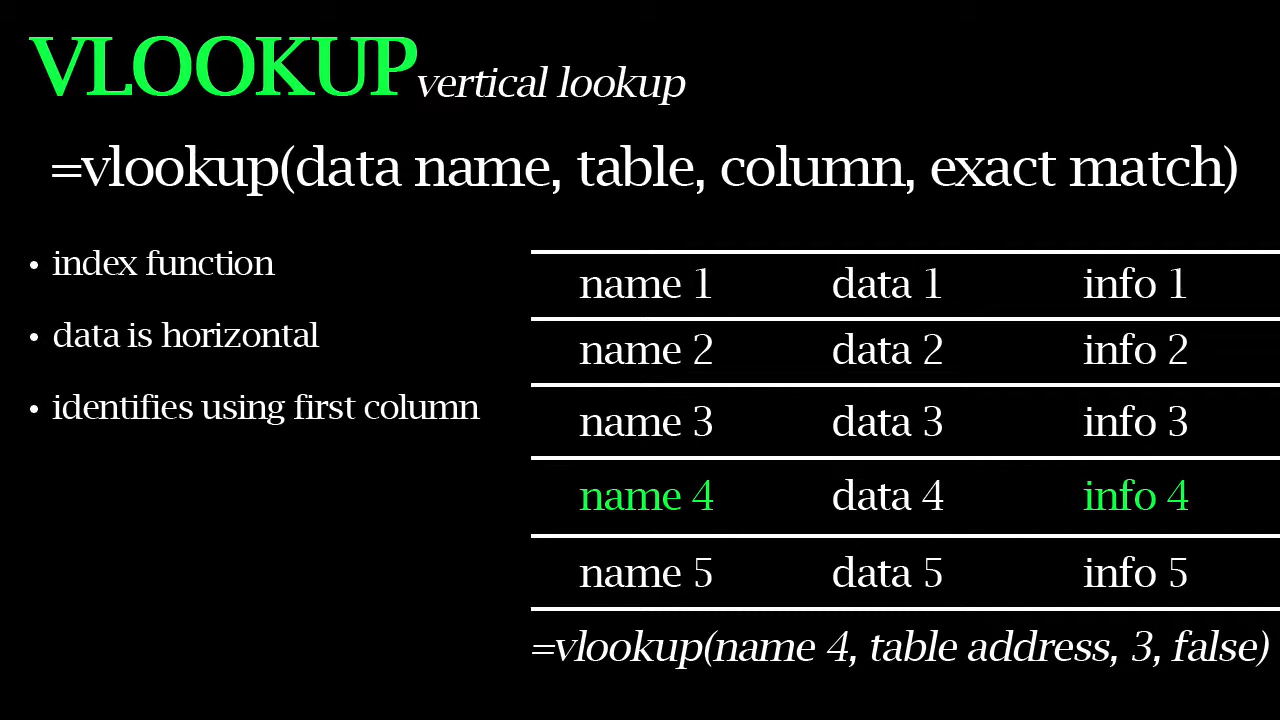 VLOOKUP vertical lookup
=vlookup(data name, table, column, exact match)
• index function
• data is horizontal
• identifies using first column
name 1 data 1 info 1
name 2 data 2 info 2
name 3 data 3 info 3
name 4 data 4 info 4
name 5 data 5 info 5
=vlookup(name 4, table address, 3, false)